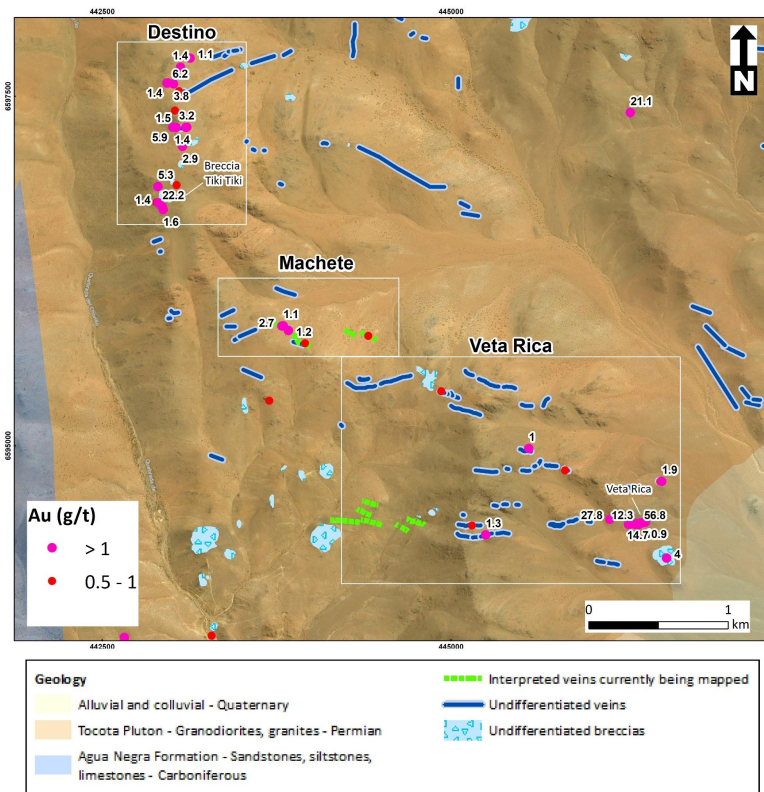 442500
445000
6597500
6595000
N
Destino
1.4
1.1
6.2
1.4
3.8
1.5
3.2
5.9
1.4
2.9
Breccia
Tiki Tiki
5.3
22.2
1.4
1.6
21.1
Machete
1.1
2.7
1.2
Veta Rica
1
1.9
Veta Rica
27.8
12.3
56.8
14.7
0.9
1.3
4
Au (g/t)
> 1
0.5 - 1
0
1
km
442500
445000
Geology
Alluvial and colluvial - Quaternary
Tocota Pluton - Granodiorites, granites - Permian
Agua Negra Formation - Sandstones, siltstones,
limestones - Carboniferous
Interpreted veins currently being mapped
Undifferentiated veins
Undifferentiated breccias